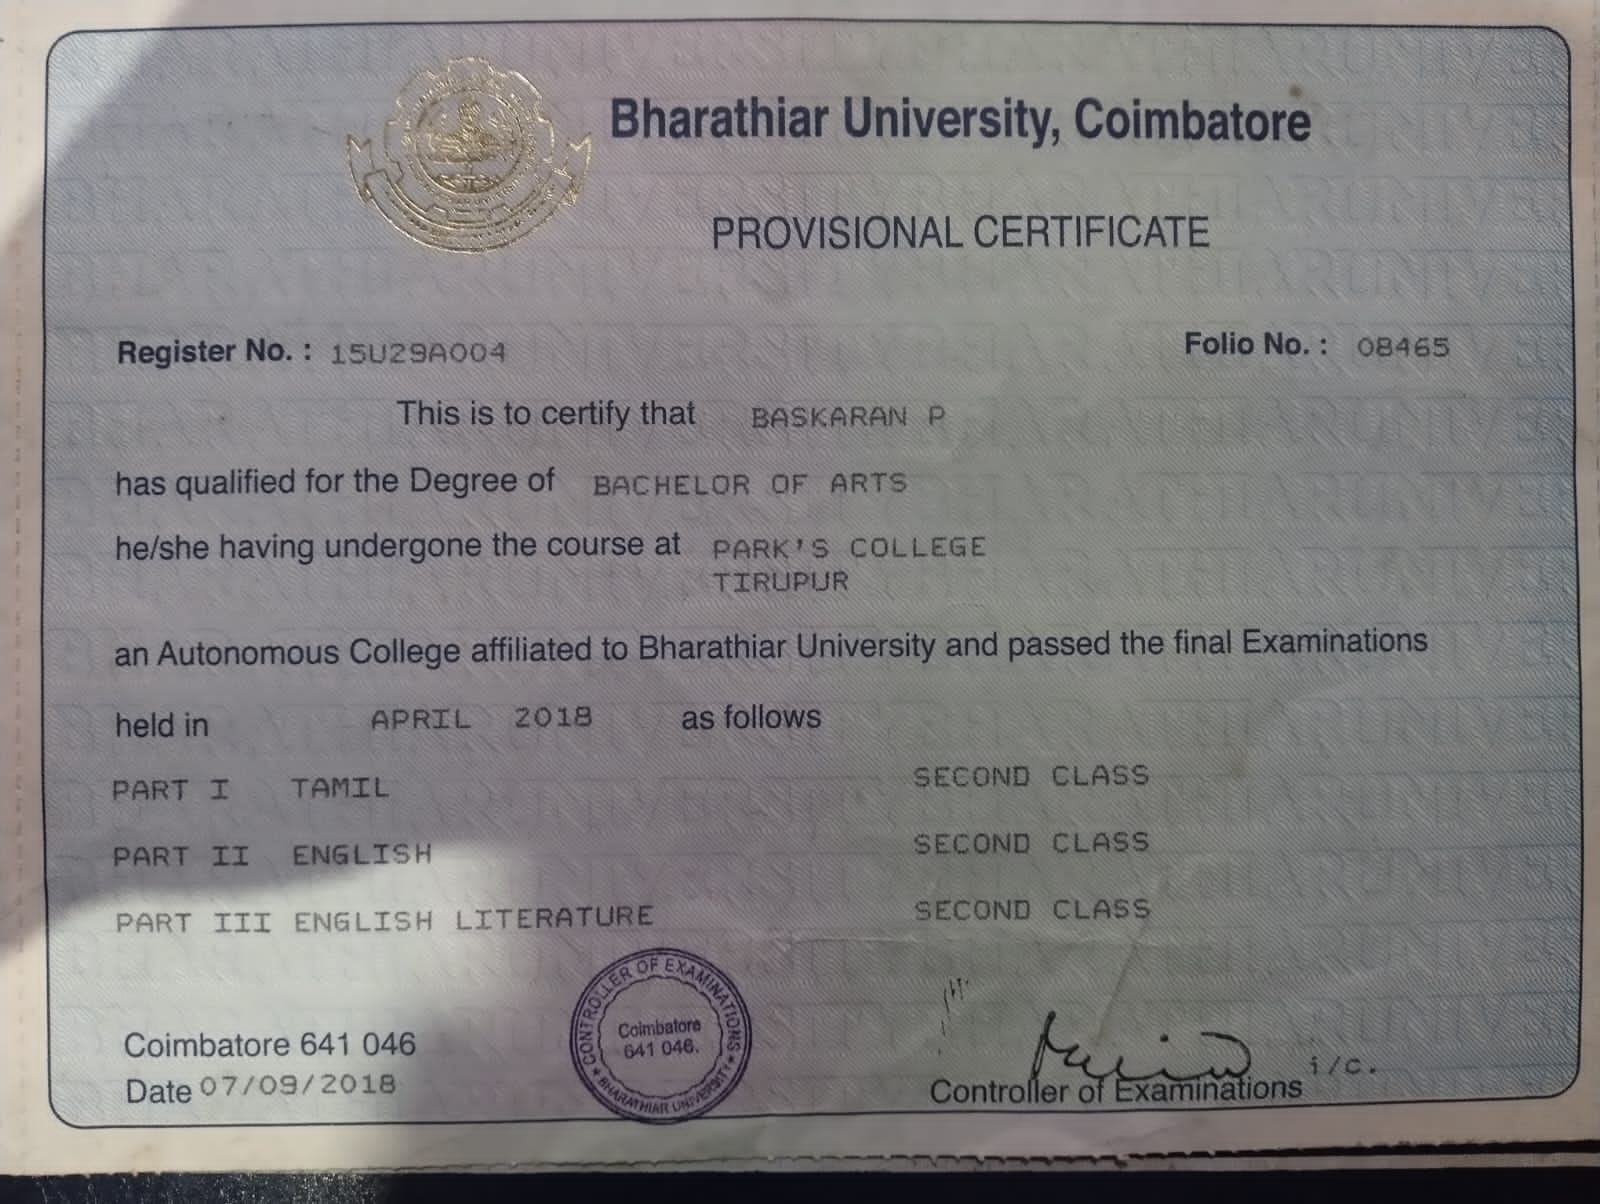 Bharathiar University, Coimbatore
PROVISIONAL CERTIFICATE
Register No. : 15U29A004
Folio No. : 08465
This is to certify that BASKARAN P
has qualified for the Degree of BACHELOR OF ARTS
he/she having undergone the course at PARK'S COLLEGE
TIRUPUR
an Autonomous College affiliated to Bharathiar University and passed the final Examinations
held in APRIL 2018 as follows
PART I TAMIL SECOND CLASS
PART II ENGLISH SECOND CLASS
PART III ENGLISH LITERATURE SECOND CLASS
CONTROLLER OF EXAMINATIONS
Coimbatore
641 046.
★ BHARATHIAR UNIVERSITY ★
Coimbatore 641 046
Date 07/09/2018
i/c.
Controller of Examinations